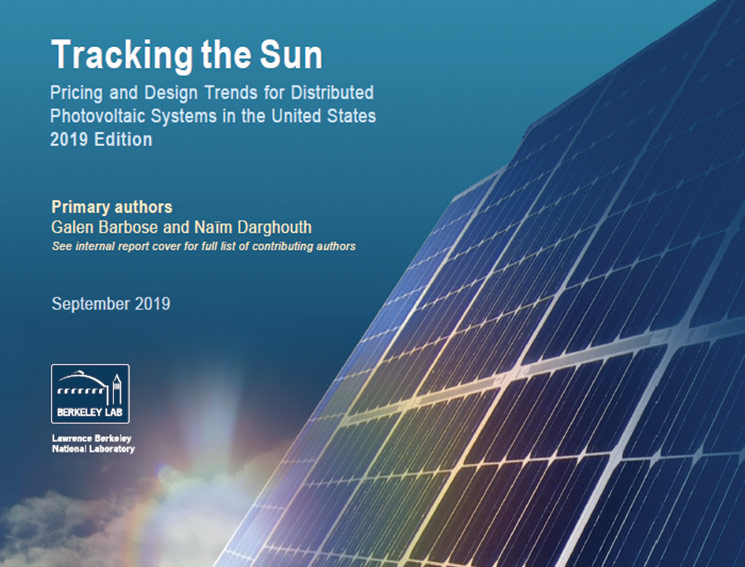 Tracking the Sun
Pricing and Design Trends for Distributed
Photovoltaic Systems in the United States
2019 Edition
Primary authors
Galen Barbose and Naïm Darghouth
See internal report cover for full list of contributing authors
September 2019
BERKELEY LAB
Lawrence Berkeley
National Laboratory